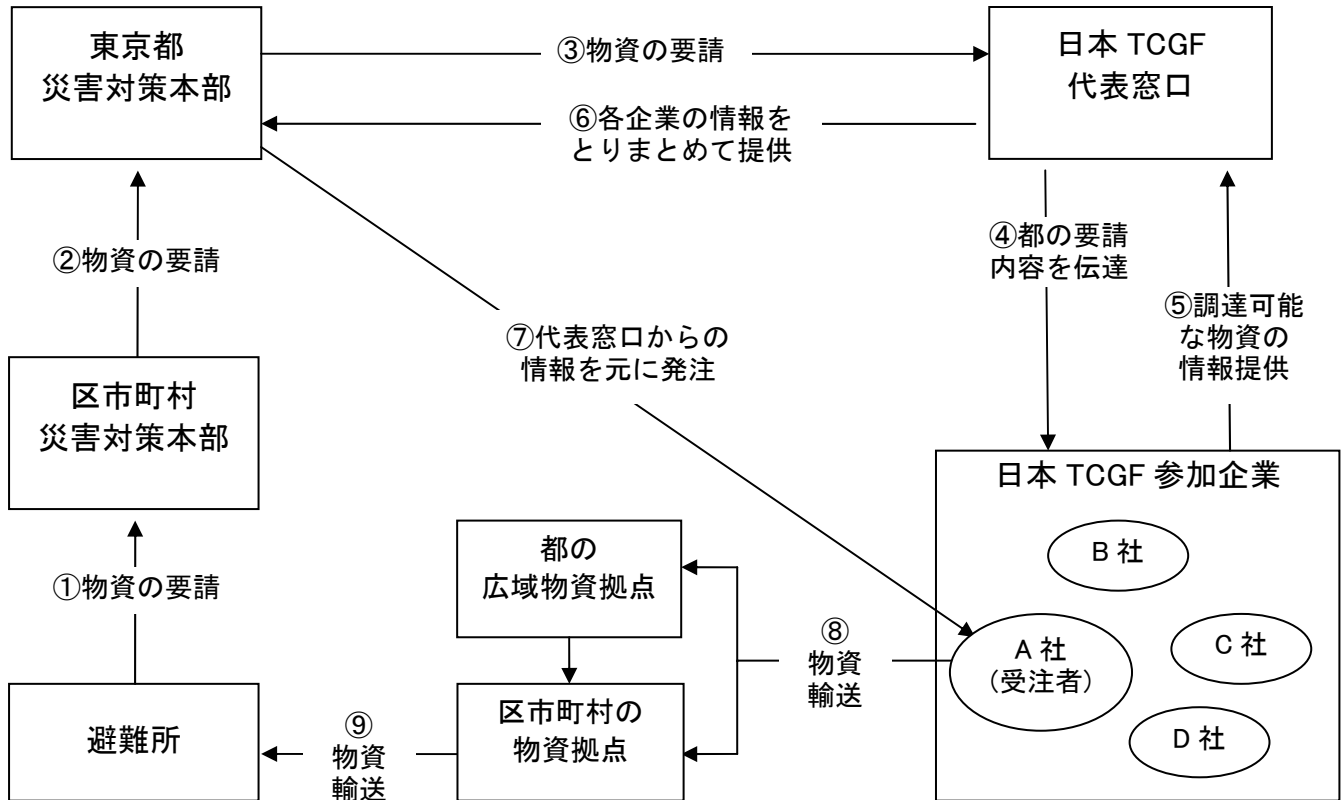 東京都
災害対策本部
③物資の要請
日本 TCGF
代表窓口
⑥各企業の情報を
とりまとめて提供
②物資の要請
④都の要請
内容を伝達
⑤調達可能
な物資の
情報提供
⑦代表窓口からの
情報を元に発注
区市町村
災害対策本部
日本 TCGF 参加企業
B 社
C 社
A 社
(受注者)
D 社
①物資の要請
都の
広域物資拠点
⑧
物資
輸送
避難所
⑨
物資
輸送
区市町村の
物資拠点